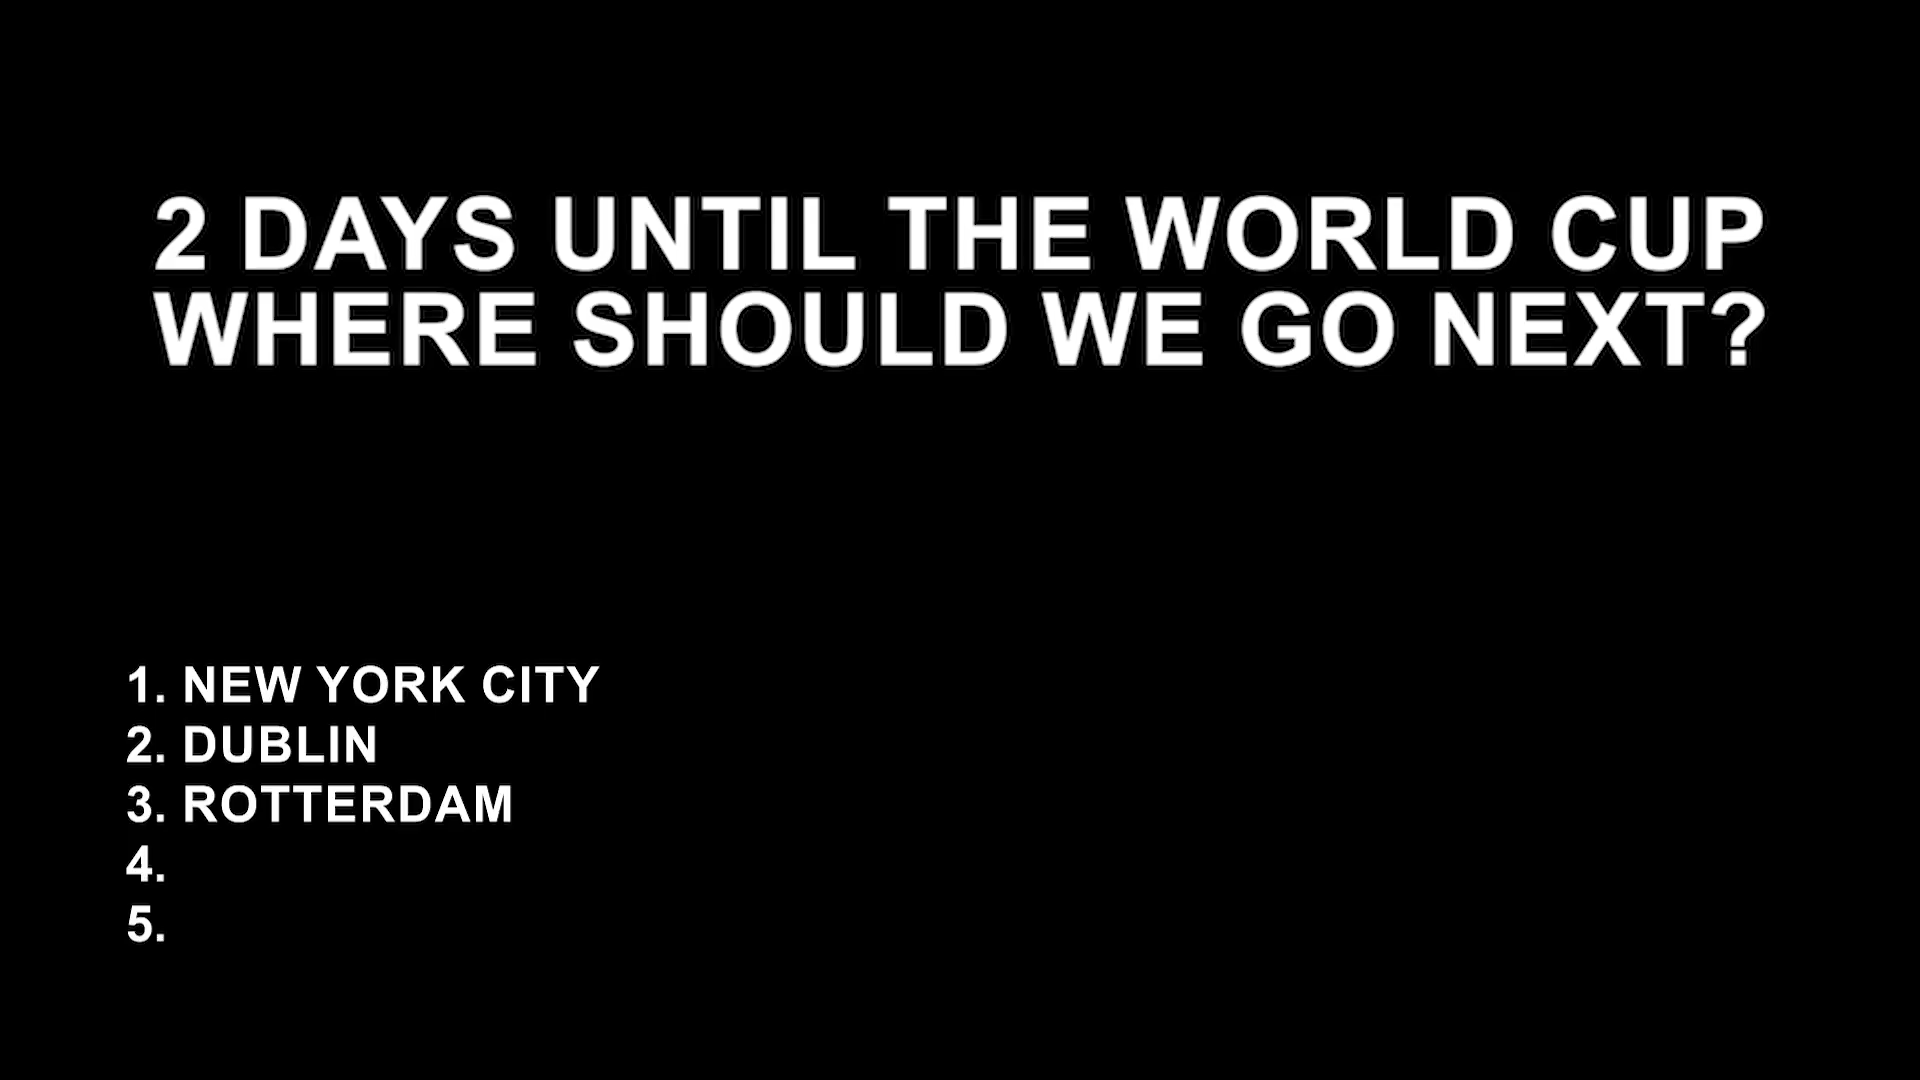 2 DAYS UNTIL THE WORLD CUP
WHERE SHOULD WE GO NEXT?
1. NEW YORK CITY
2. DUBLIN
3. ROTTERDAM
4.
5.